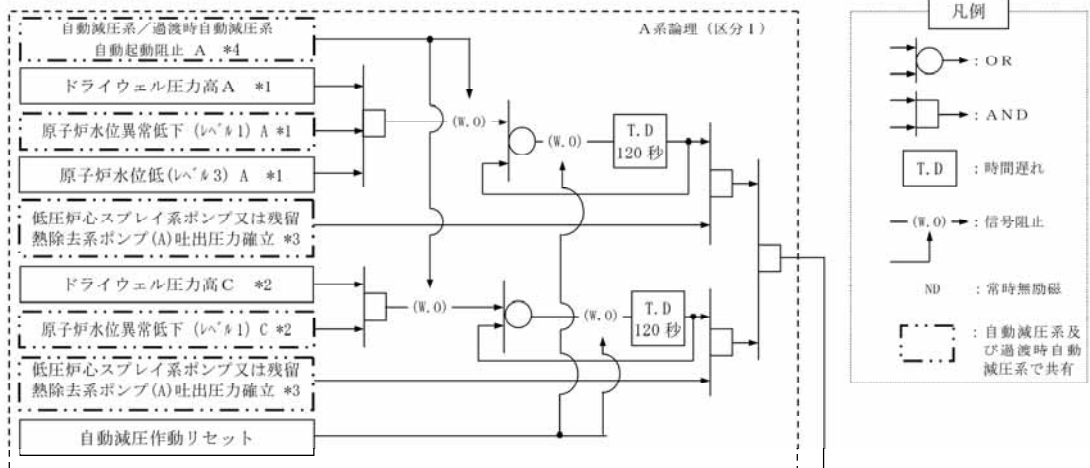 自動減圧系／過渡時自動減圧系
自動起動阻止 A *4
A系論理（区分Ⅰ）
ドライウェル圧力高A *1
原子炉水位異常低下（ﾚﾍﾞﾙ1）A *1
原子炉水位低(ﾚﾍﾞﾙ3) A *1
低圧炉心スプレイ系ポンプ又は残留
熱除去系ポンプ(A)吐出圧力確立 *3
ドライウェル圧力高C *2
原子炉水位異常低下（ﾚﾍﾞﾙ1）C *2
低圧炉心スプレイ系ポンプ又は残留
熱除去系ポンプ(A)吐出圧力確立 *3
自動減圧作動リセット
(W.O)
(W.O)
T.D
120秒
(W.O)
(W.O)
T.D
120秒
凡例
：OR
：AND
T.D ：時間遅れ
(W.O) ：信号阻止
ND ：常時無励磁
：自動減圧系及
び過渡時自動
減圧系で共有